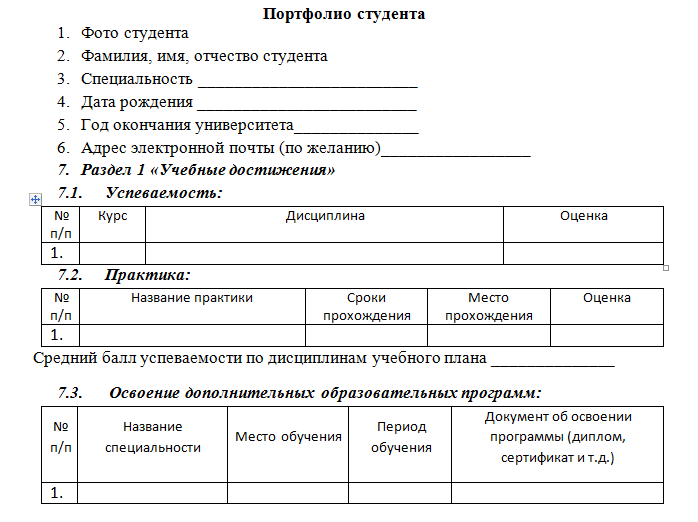 Портфолио студента
1. Фото студента
2. Фамилия, имя, отчество студента
3. Специальность ___________________________
4. Дата рождения ___________________________
5. Год окончания университета_______________
6. Адрес электронной почты (по желанию)__________________
7. Раздел 1 «Учебные достижения»
7.1. Успеваемость:
№ п/п Курс Дисциплина Оценка
1.
7.2. Практика:
№ п/п Название практики Сроки прохождения Место прохождения Оценка
1.
Средний балл успеваемости по дисциплинам учебного плана _______________
7.3. Освоение дополнительных образовательных программ:
№ п/п Название специальности Место обучения Период обучения Документ об освоении программы (диплом, сертификат и т.д.)
1.